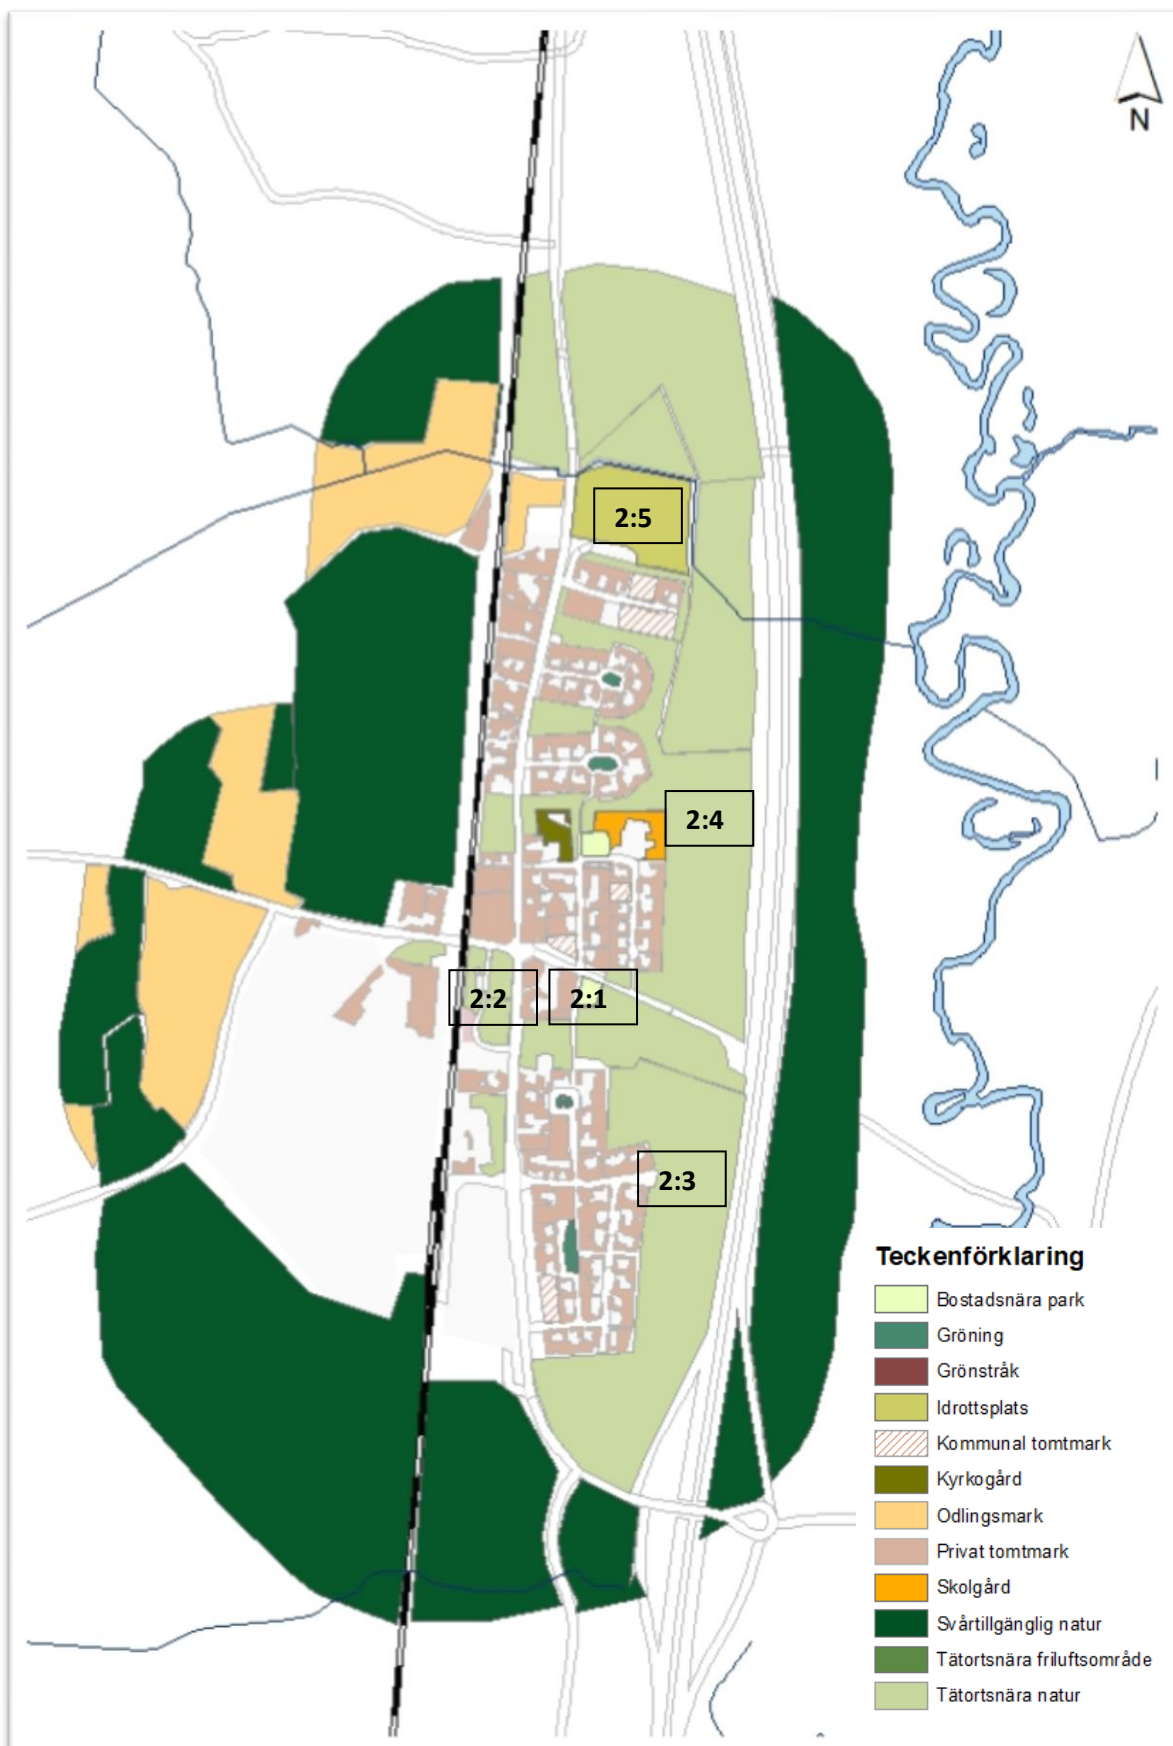 N
2:5
2:4
2:2
2:1
2:3
Teckenförklaring
Bostadsnära park
Gröning
Grönstråk
Idrottsplats
Kommunal tomtmark
Kyrkogård
Odlingsmark
Privat tomtmark
Skolgård
Svårtillgänglig natur
Tätortsnära friluftsområde
Tätortsnära natur